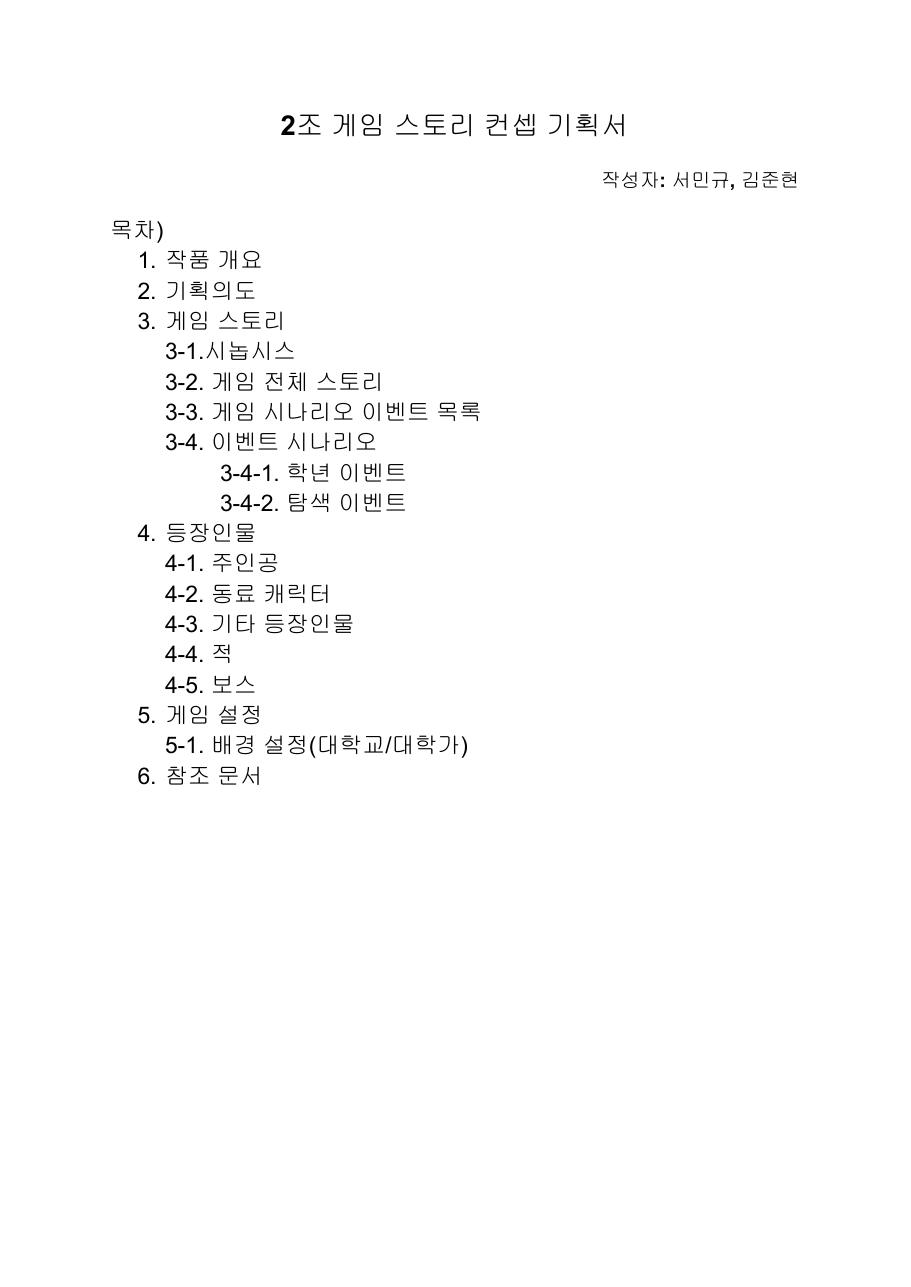 2조 게임 스토리 컨셉 기획서
작성자: 서민규, 김준현
목차)
1. 작품 개요
2. 기획의도
3. 게임 스토리
3-1.시놉시스
3-2. 게임 전체 스토리
3-3. 게임 시나리오 이벤트 목록
3-4. 이벤트 시나리오
3-4-1. 학년 이벤트
3-4-2. 탐색 이벤트
4. 등장인물
4-1. 주인공
4-2. 동료 캐릭터
4-3. 기타 등장인물
4-4. 적
4-5. 보스
5. 게임 설정
5-1. 배경 설정(대학교/대학가)
6. 참조 문서